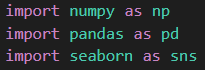 import numpy as np
import pandas as pd
import seaborn as sns